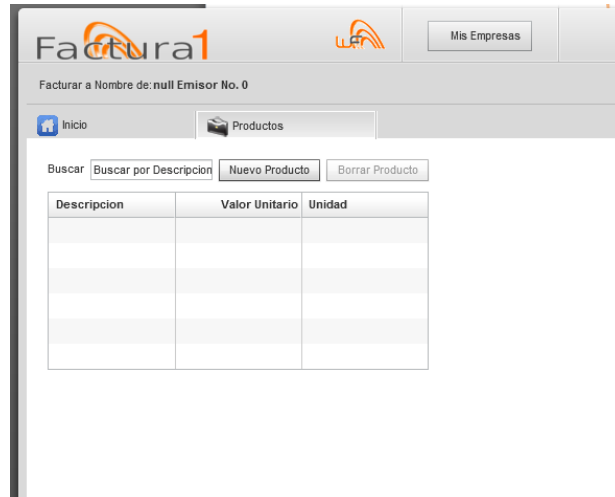 Factura1
W.F.N
Mis Empresas
Facturar a Nombre de: null Emisor No. 0
Inicio
Productos
Buscar Buscar por Descripcion Nuevo Producto Borrar Producto
Descripcion Valor Unitario Unidad